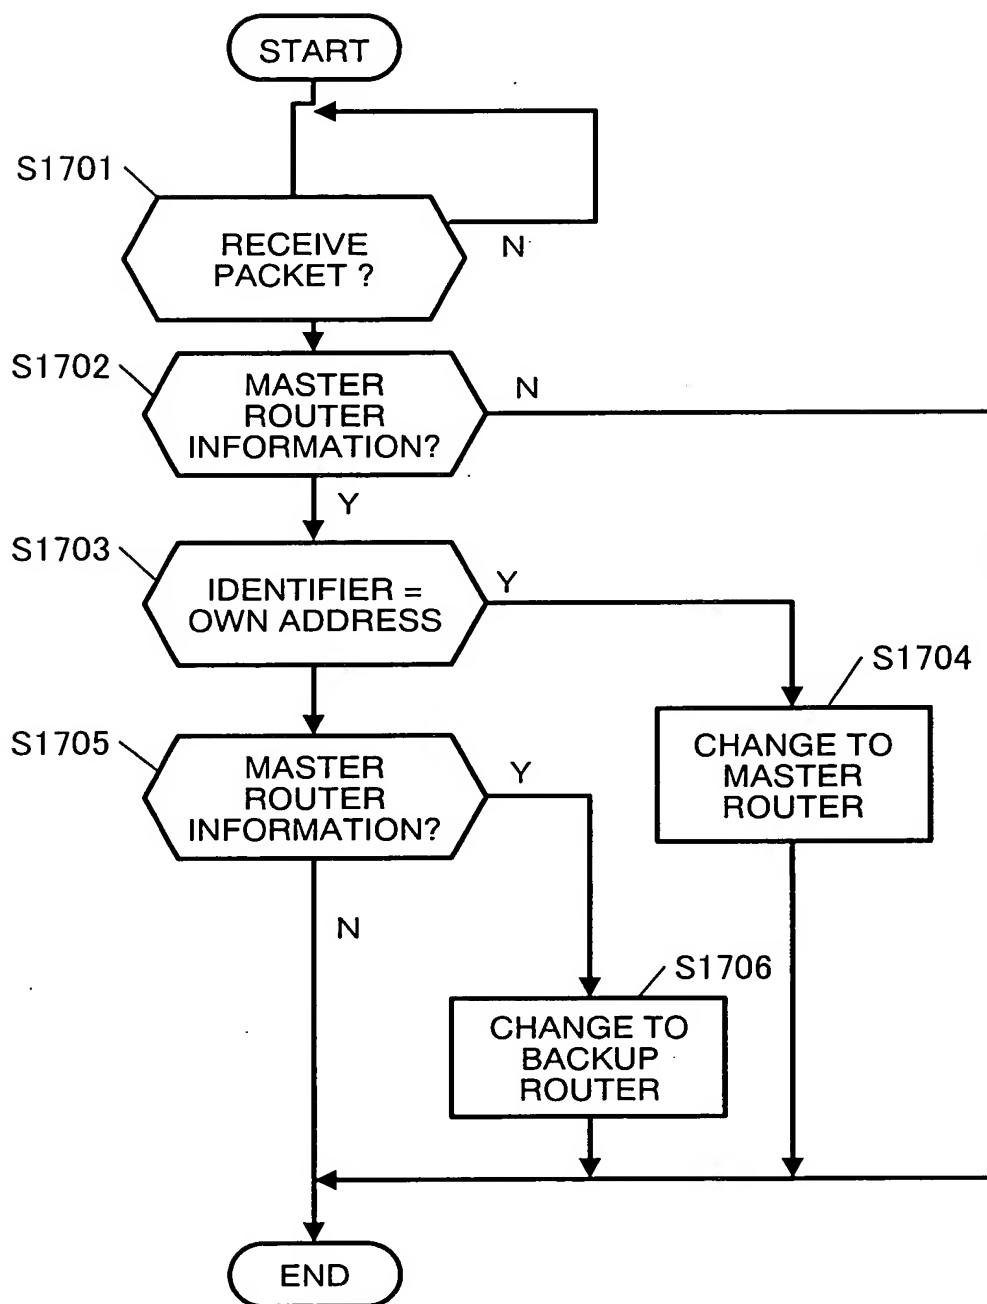 START
S1701
RECEIVE
PACKET ?
N
S1702
MASTER
ROUTER
INFORMATION?
N
Y
S1703
IDENTIFIER =
OWN ADDRESS
Y
S1704
CHANGE TO
MASTER
ROUTER
S1705
MASTER
ROUTER
INFORMATION?
Y
N
S1706
CHANGE TO
BACKUP
ROUTER
END